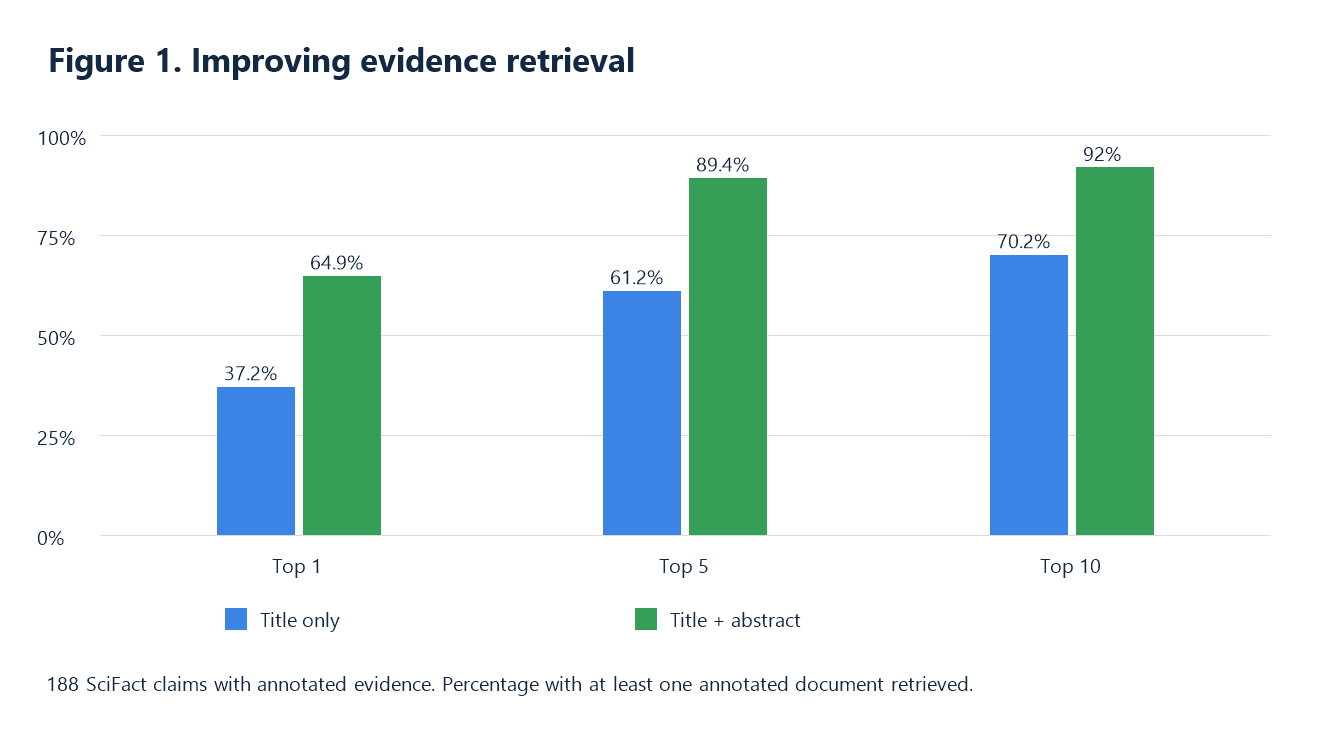 Figure 1. Improving evidence retrieval
100%
75%
50%
25%
0%
37.2%
64.9%
61.2%
89.4%
70.2%
92%
Top 1
Top 5
Top 10
Title only
Title + abstract
188 SciFact claims with annotated evidence. Percentage with at least one annotated document retrieved.